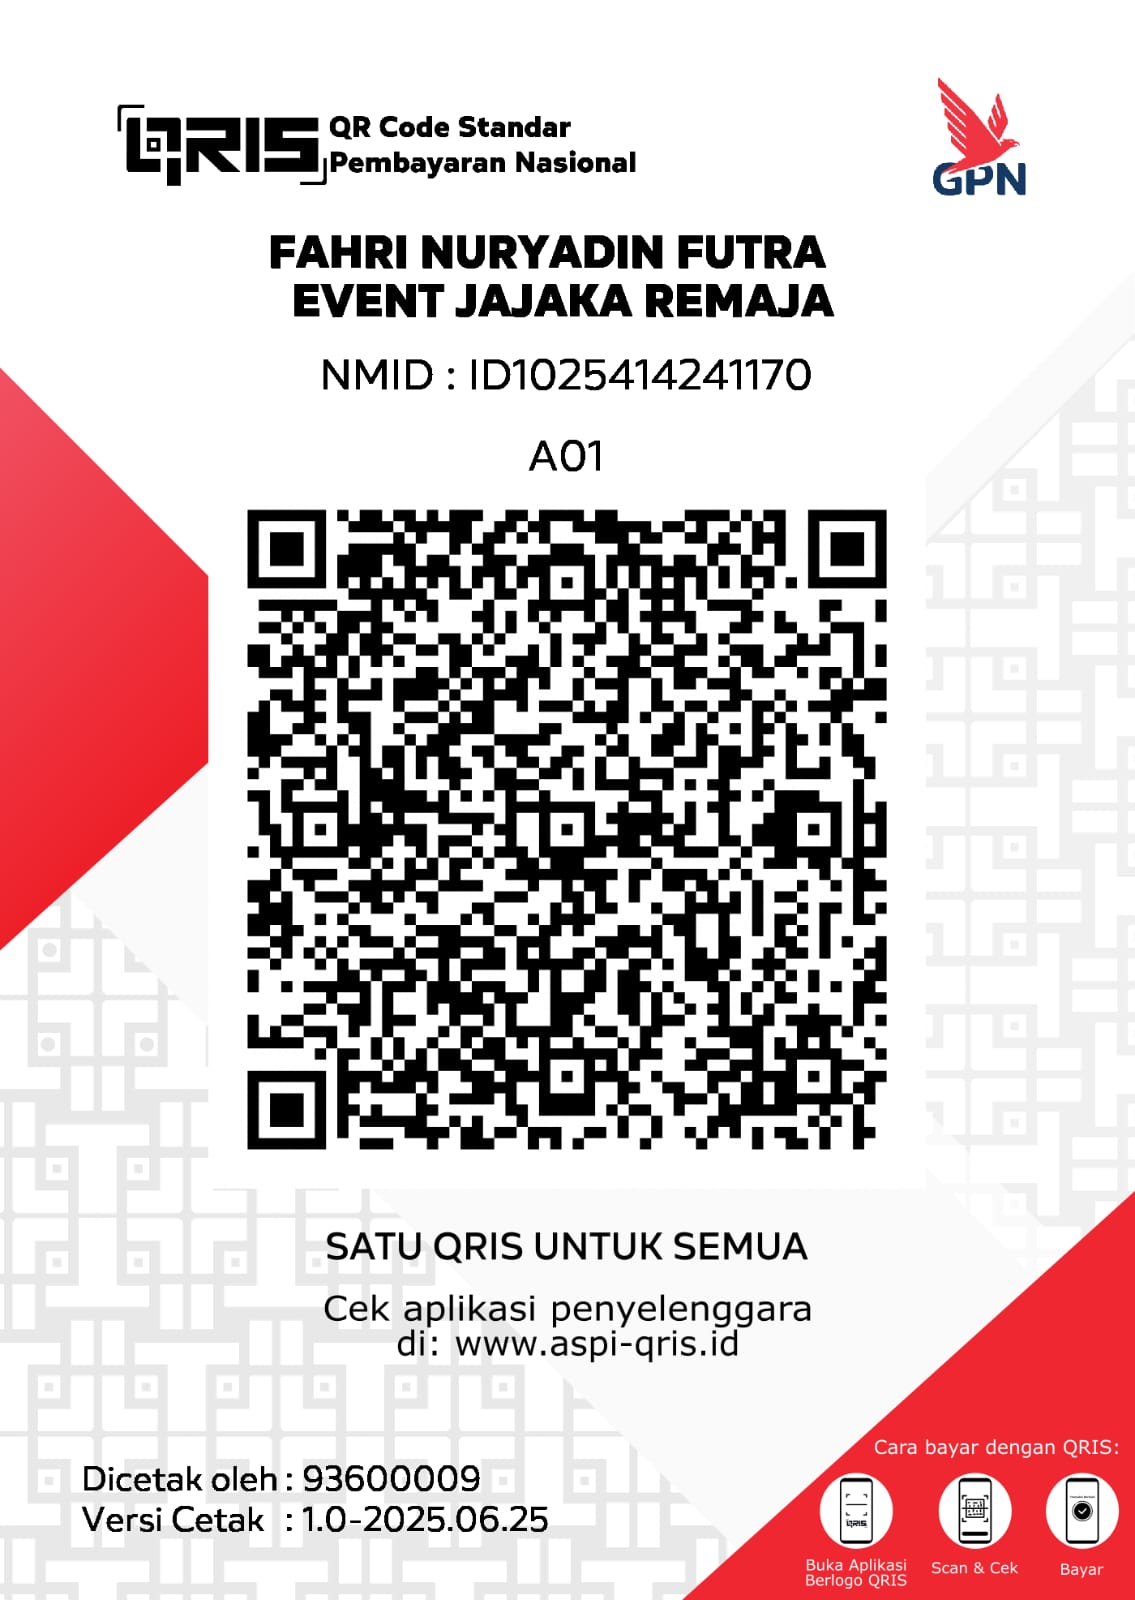 QRIS
QR Code Standar
Pembayaran Nasional
GPN
FAHRI NURYADIN FUTRA
EVENT JAJAKA REMAJA
NMID : ID1025414241170
A01
SATU QRIS UNTUK SEMUA
Cek aplikasi penyelenggara
di: www.aspi-qris.id
Dicetak oleh : 93600009
Versi Cetak : 1.0-2025.06.25
Cara bayar dengan QRIS:
QRIS
Buka Aplikasi
Berlogo QRIS
Scan & Cek
Bayar